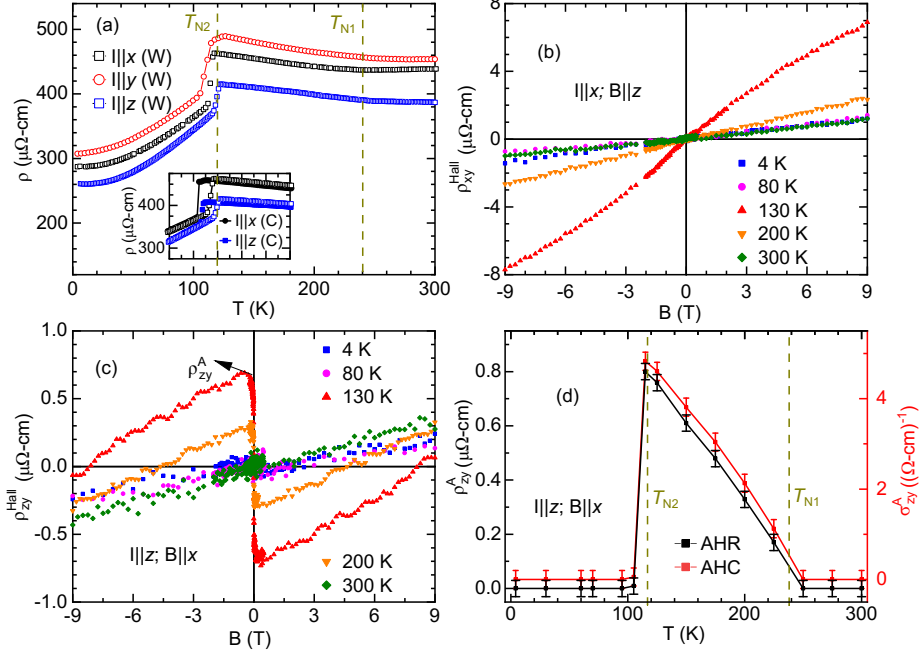 (a)
T_N2
T_N1
I||x (W)
I||y (W)
I||z (W)
ρ (μΩ-cm)
500
400
300
200
400
300
ρ (μΩ-cm)
I||x (C)
I||z (C)
0
60
120
180
240
300
T (K)
(b)
I||x; B||z
ρ_xy^Hall (μΩ-cm)
8
4
0
-4
-8
4 K
80 K
130 K
200 K
300 K
-9
-6
-3
0
3
6
9
B (T)
(c)
ρ_zy^A
4 K
80 K
130 K
ρ_zy^Hall (μΩ-cm)
1.0
0.5
0.0
-0.5
-1.0
I||z; B||x
200 K
300 K
-9
-6
-3
0
3
6
9
B (T)
(d)
ρ_zy^A (μΩ-cm)
0.8
0.6
0.4
0.2
0.0
I||z; B||x
T_N2
T_N1
AHR
AHC
4
2
0
σ_zy^A ((Ω-cm)⁻¹
0
100
200
300
T (K)